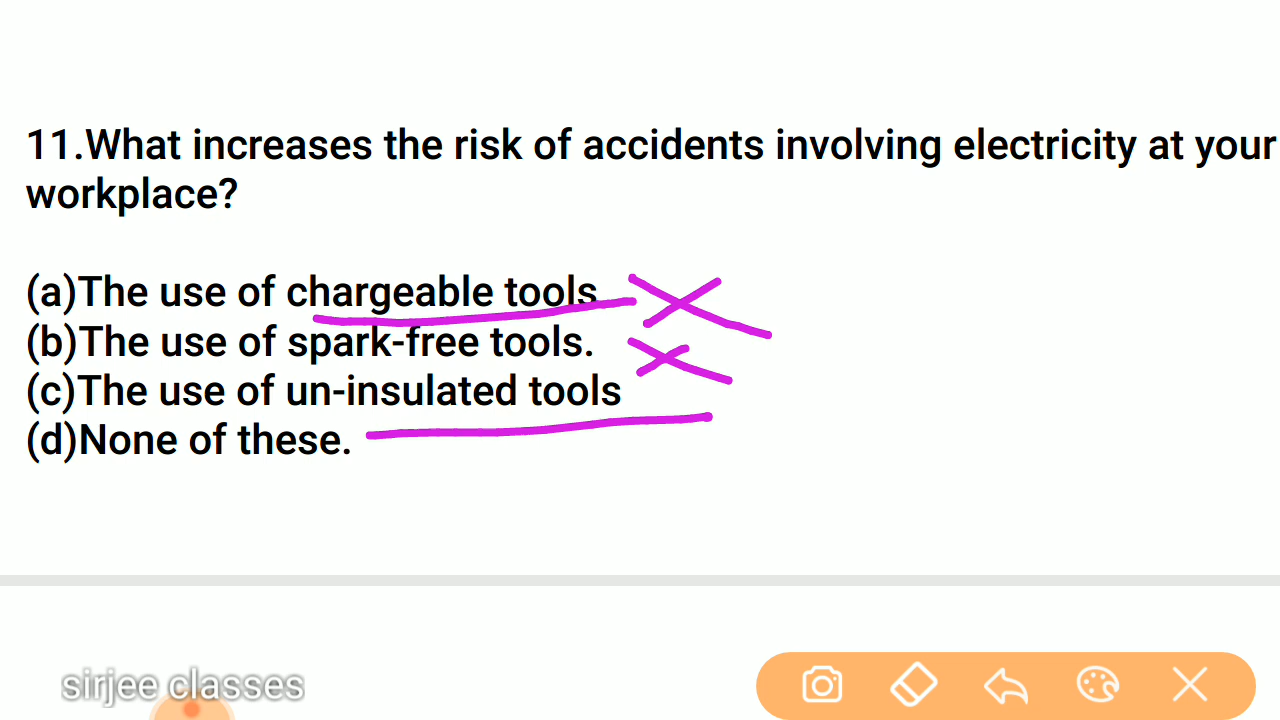 11.What increases the risk of accidents involving electricity at your
workplace?
(a)The use of chargeable tools
(b)The use of spark-free tools.
(c)The use of un-insulated tools
(d)None of these.
sirjee classes